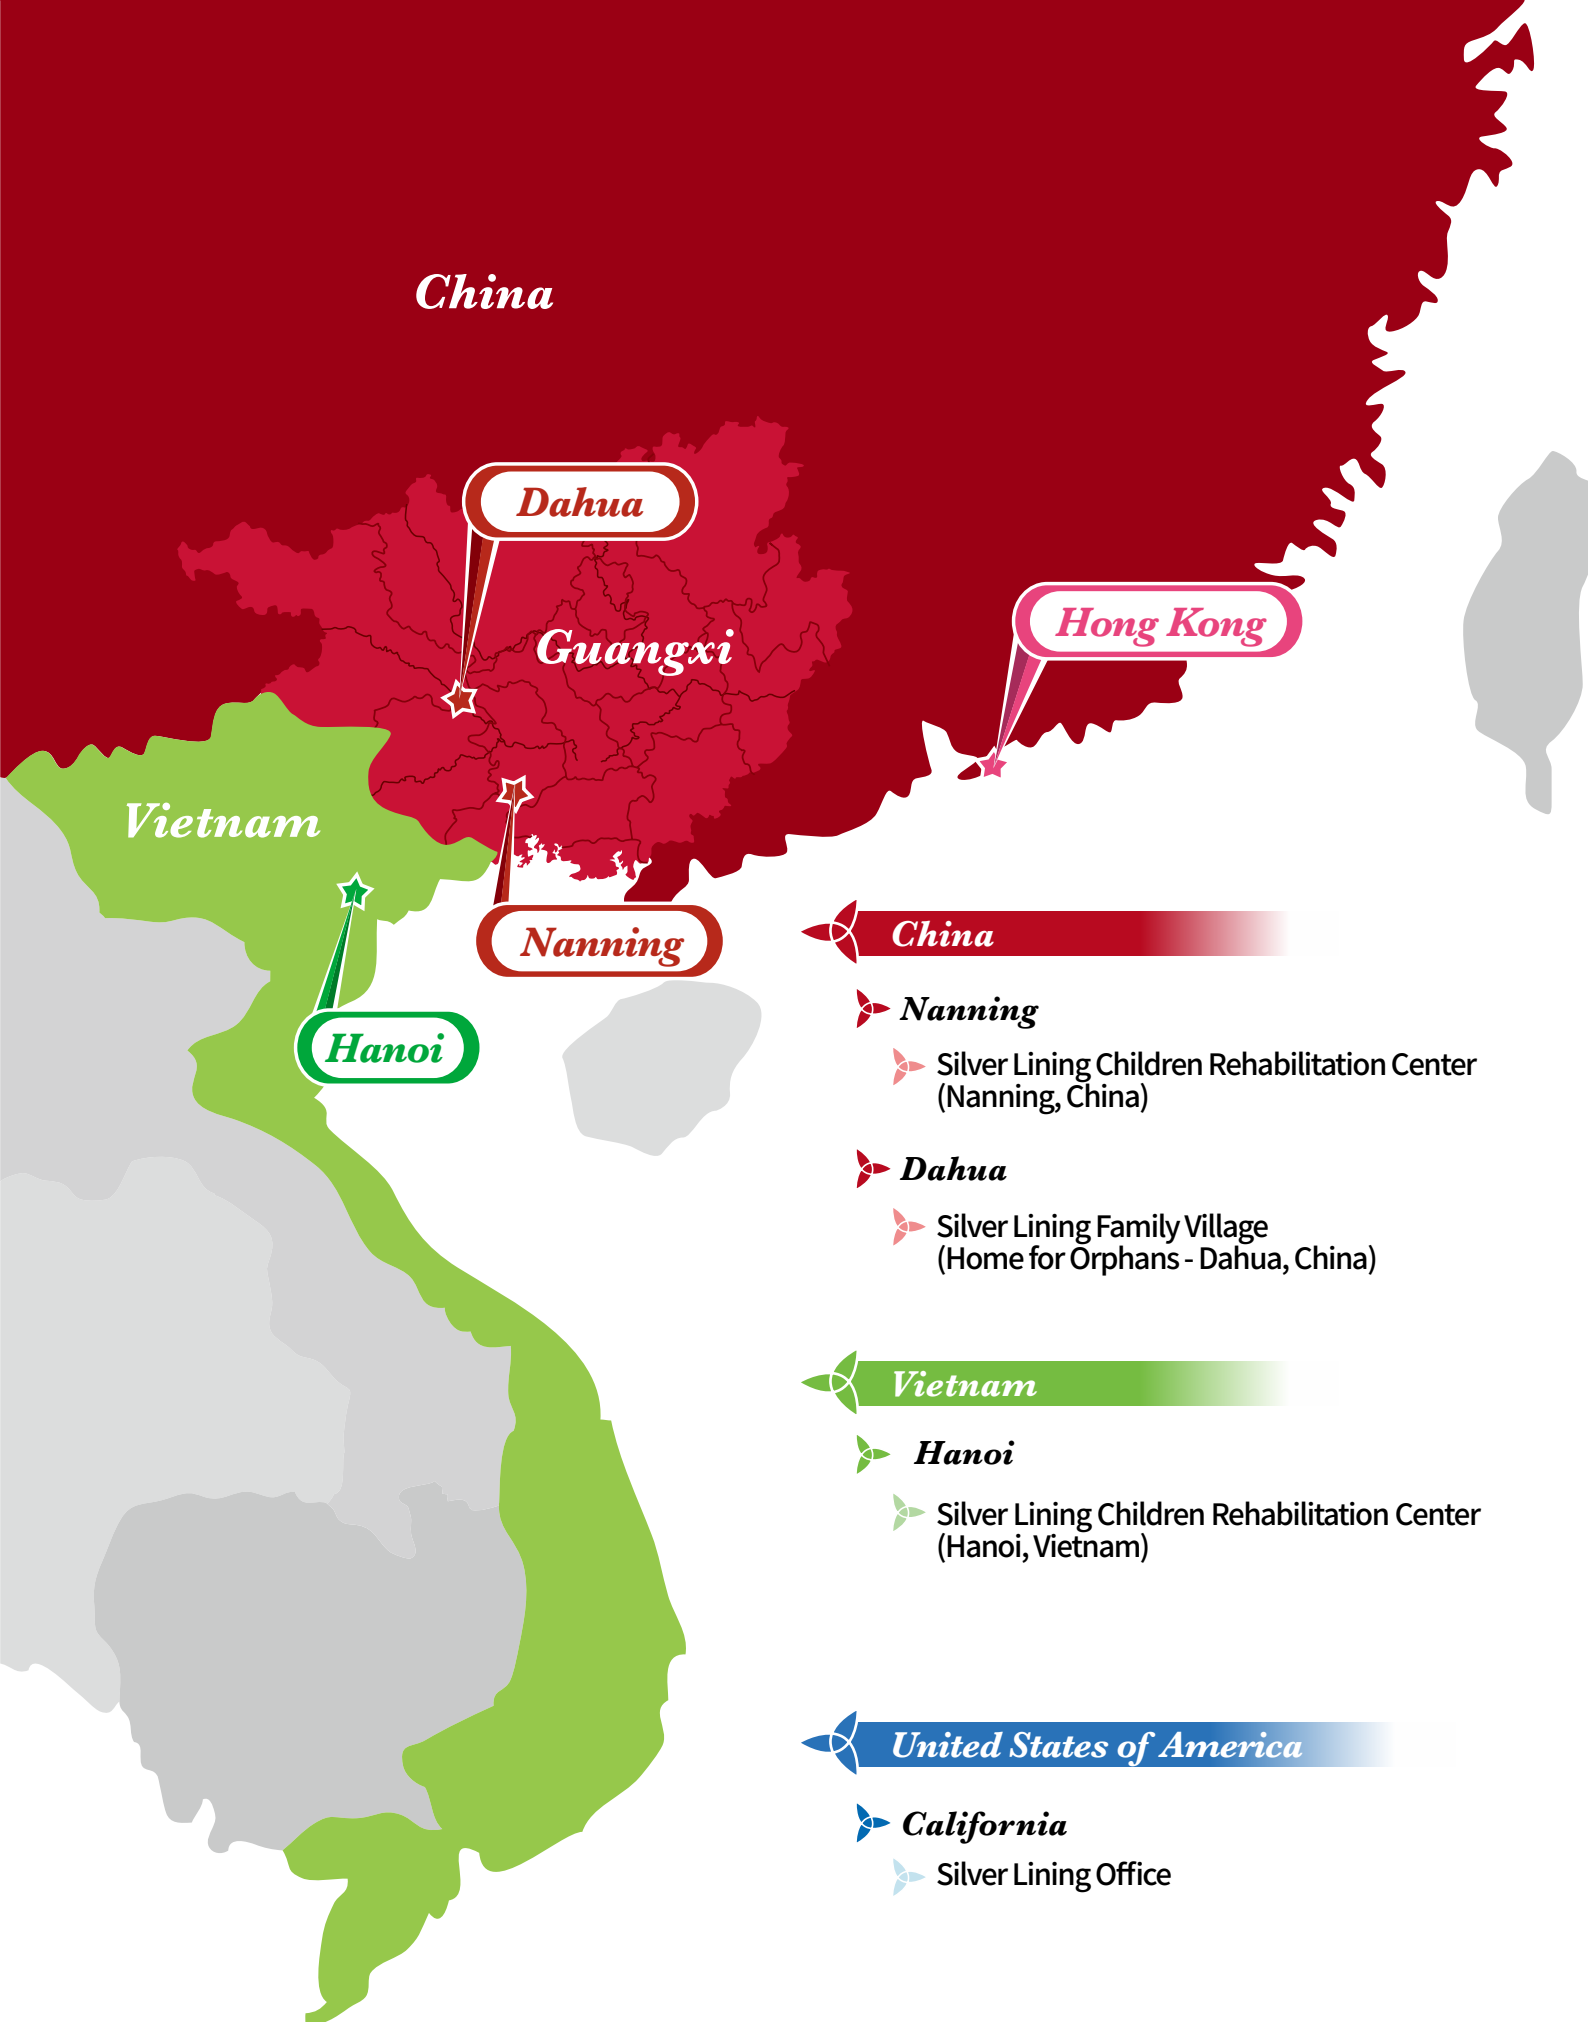 China
Dahua
Guangxi
Hong Kong
Vietnam
Nanning
Hanoi
China
Nanning
Silver Lining Children Rehabilitation Center
(Nanning, China)
Dahua
Silver Lining Family Village
(Home for Orphans - Dahua, China)
Vietnam
Hanoi
Silver Lining Children Rehabilitation Center
(Hanoi, Vietnam)
United States of America
California
Silver Lining Office